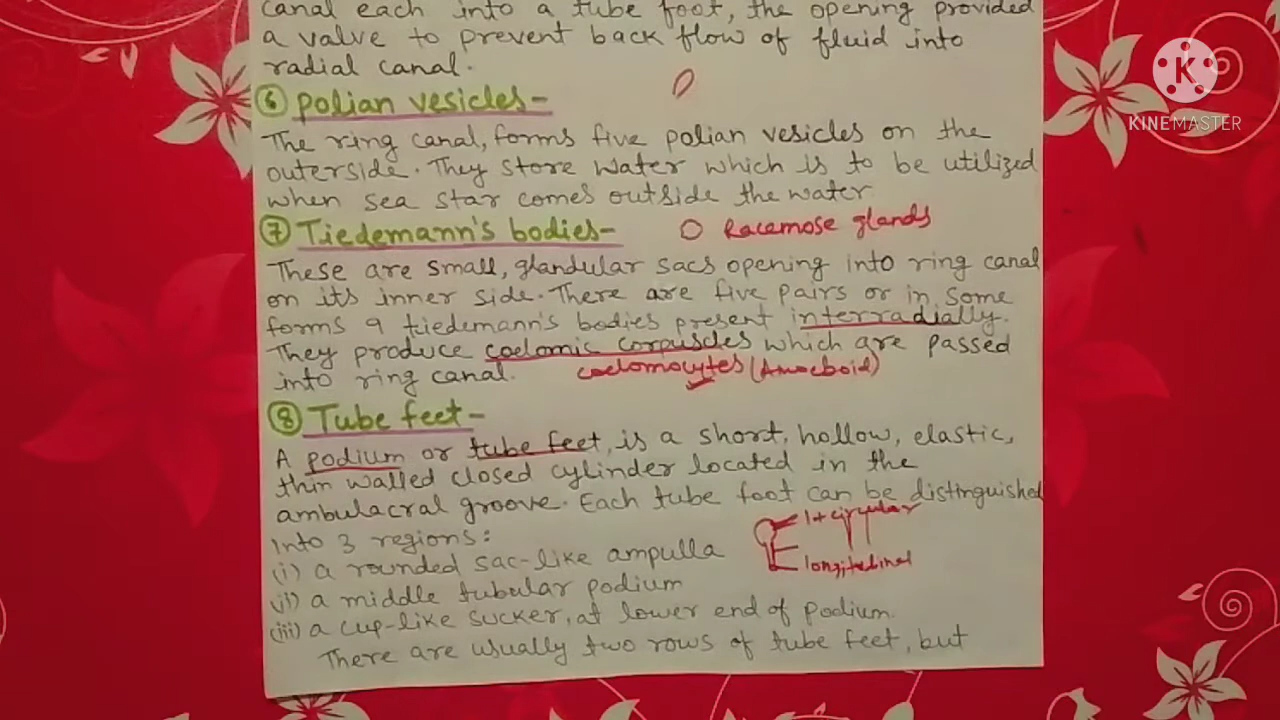 canal each into a tube foot, the opening provided
a valve to prevent back flow of fluid into
radial canal.
⑥ polian vesicles-
The ring canal, forms five polian vesicles on the
outerside. They store water which is to be utilized
when sea star comes outside the water
⑦ Tiedemann's bodies-
O Racemose glands
These are small, glandular sacs opening into ring canal
on its inner side. There are five pairs or in some
forms 9 tiedemann's bodies present interradially.
They produce coelomic corpuscles which are passed
into ring canal.
coelomocytes (Amoeboid)
⑧ Tube feet-
A podium or tube feet, is a short, hollow, elastic,
thin walled closed cylinder located in the
ambulacral groove. Each tube foot can be distinguished
into 3 regions:
(i) a rounded sac-like ampulla
(ii) a middle tubular podium
(iii) a cup-like sucker, at lower end of podium.
There are usually two rows of tube feet, but
circular
longitudinal
K
KINEMASTER